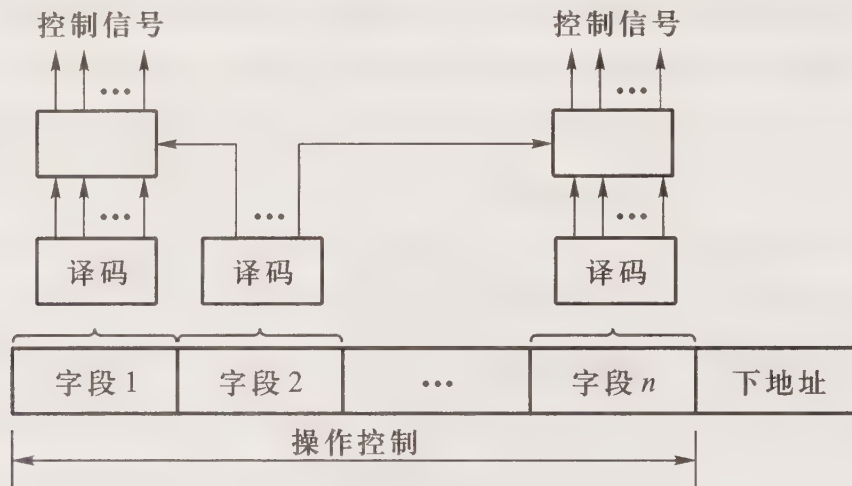 控制信号 控制信号
… …
… … …
译码 译码 译码
字段1 字段2 … 字段n 下地址
操作控制